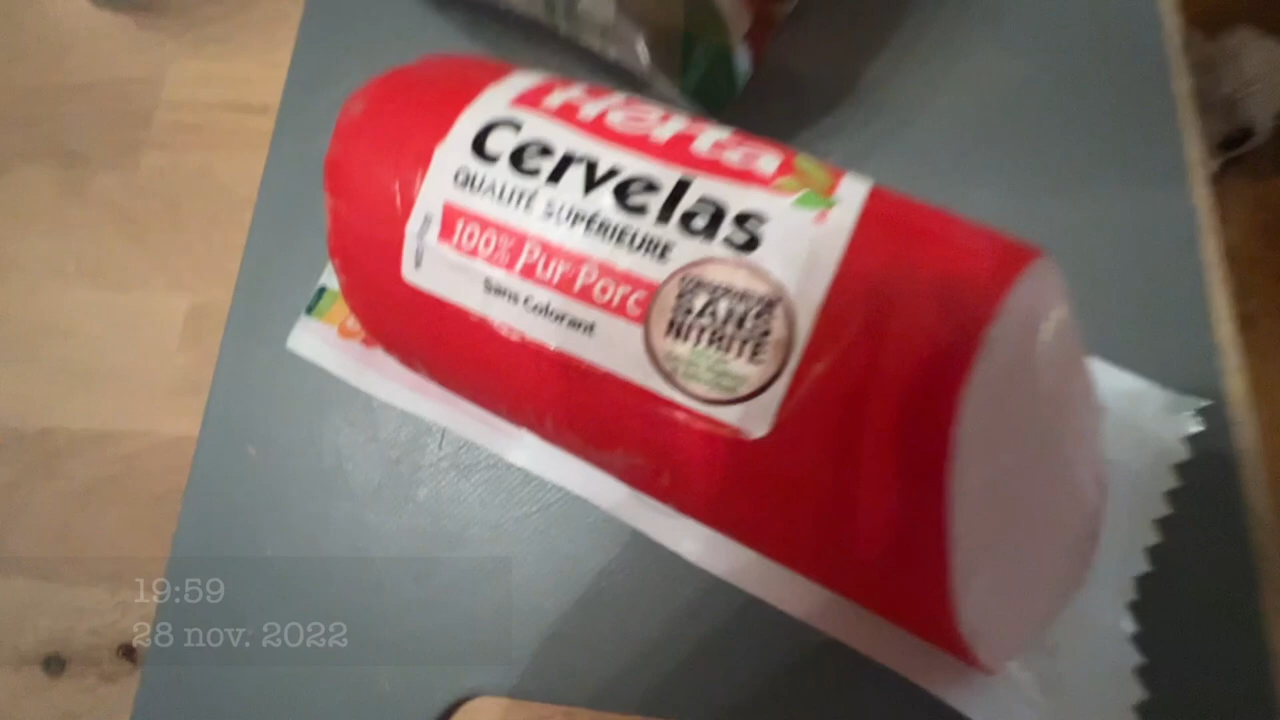 Herta
Cervelas
QUALITÉ SUPÉRIEURE
100% Pur Porc
Sans Colorant
SANS
NITRITE
19:59
28 nov. 2022